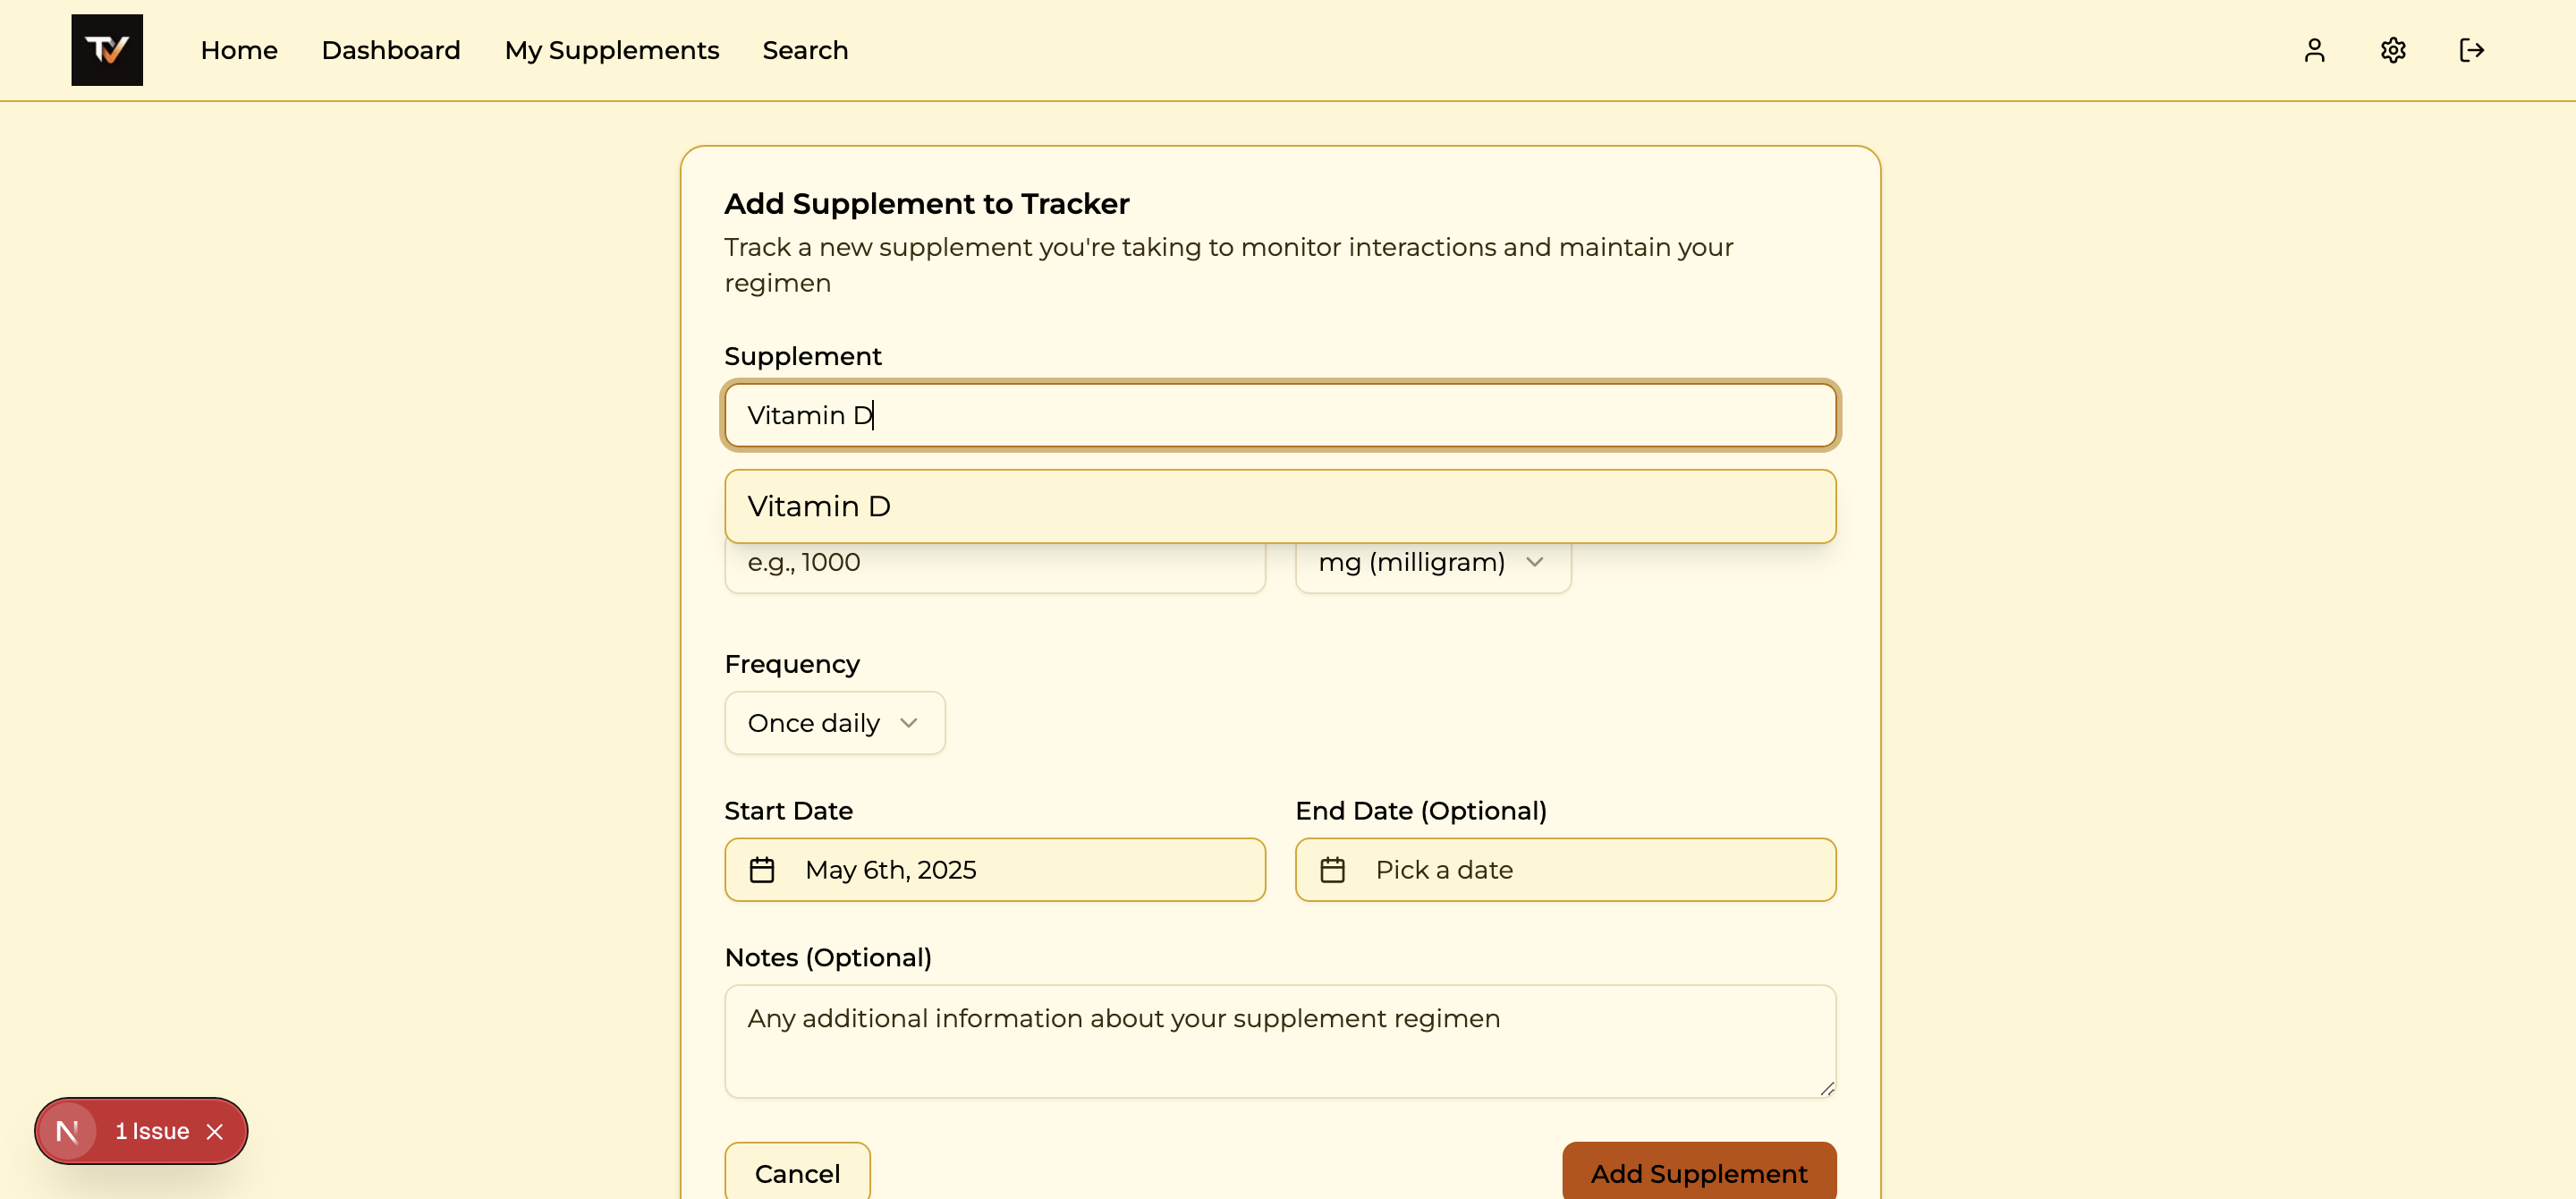 TV
Home Dashboard My Supplements Search
Add Supplement to Tracker
Track a new supplement you're taking to monitor interactions and maintain your
regimen
Supplement
Vitamin D
Vitamin D
e.g., 1000 mg (milligram)
Frequency
Once daily
Start Date End Date (Optional)
May 6th, 2025 Pick a date
Notes (Optional)
Any additional information about your supplement regimen
N 1 Issue
Cancel Add Supplement